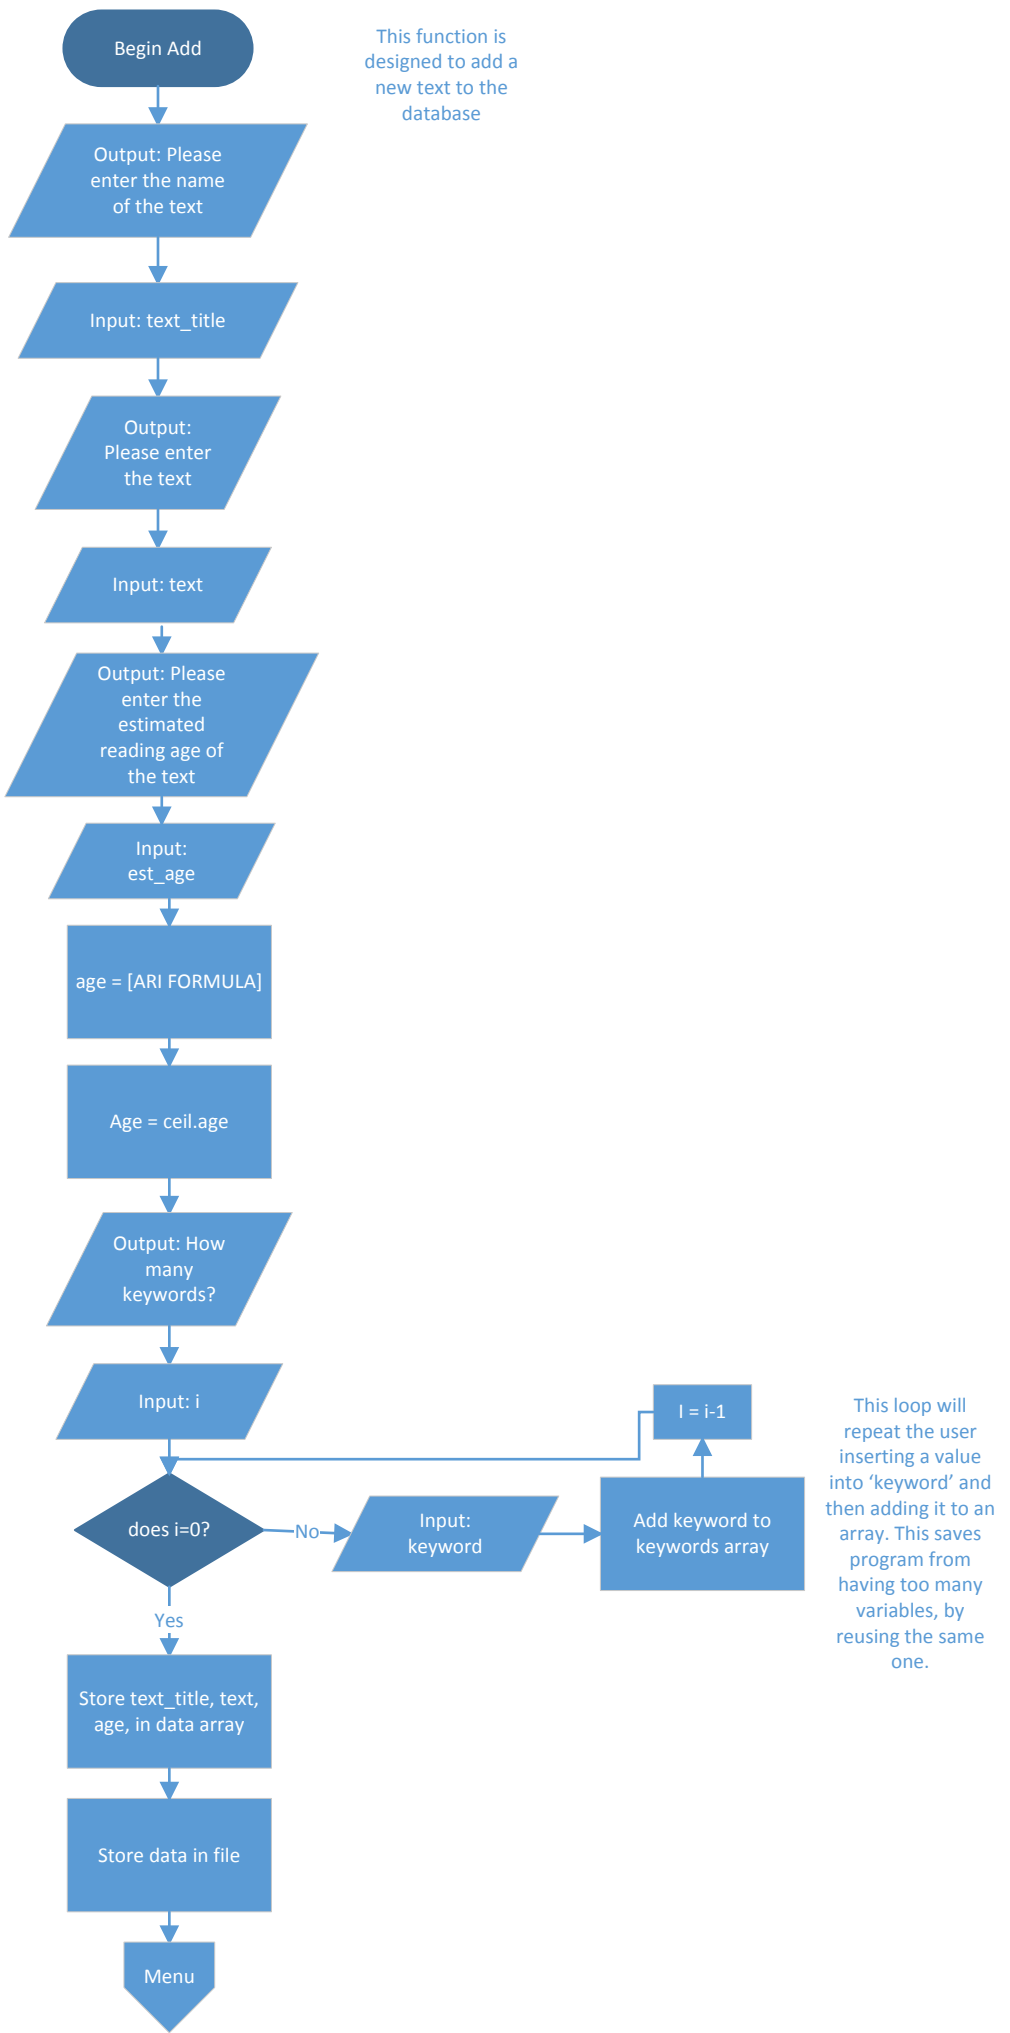 Begin Add
This function is
designed to add a
new text to the
database
Output: Please
enter the name
of the text
Input: text_title
Output:
Please enter
the text
Input: text
Output: Please
enter the
estimated
reading age of
the text
Input:
est_age
age = [ARI FORMULA]
Age = ceil.age
Output: How
many
keywords?
Input: i
does i=0?
No
Input:
keyword
Add keyword to
keywords array
I = i-1
This loop will
repeat the user
inserting a value
into ‘keyword’ and
then adding it to an
array. This saves
program from
having too many
variables, by
reusing the same
one.
Yes
Store text_title, text,
age, in data array
Store data in file
Menu